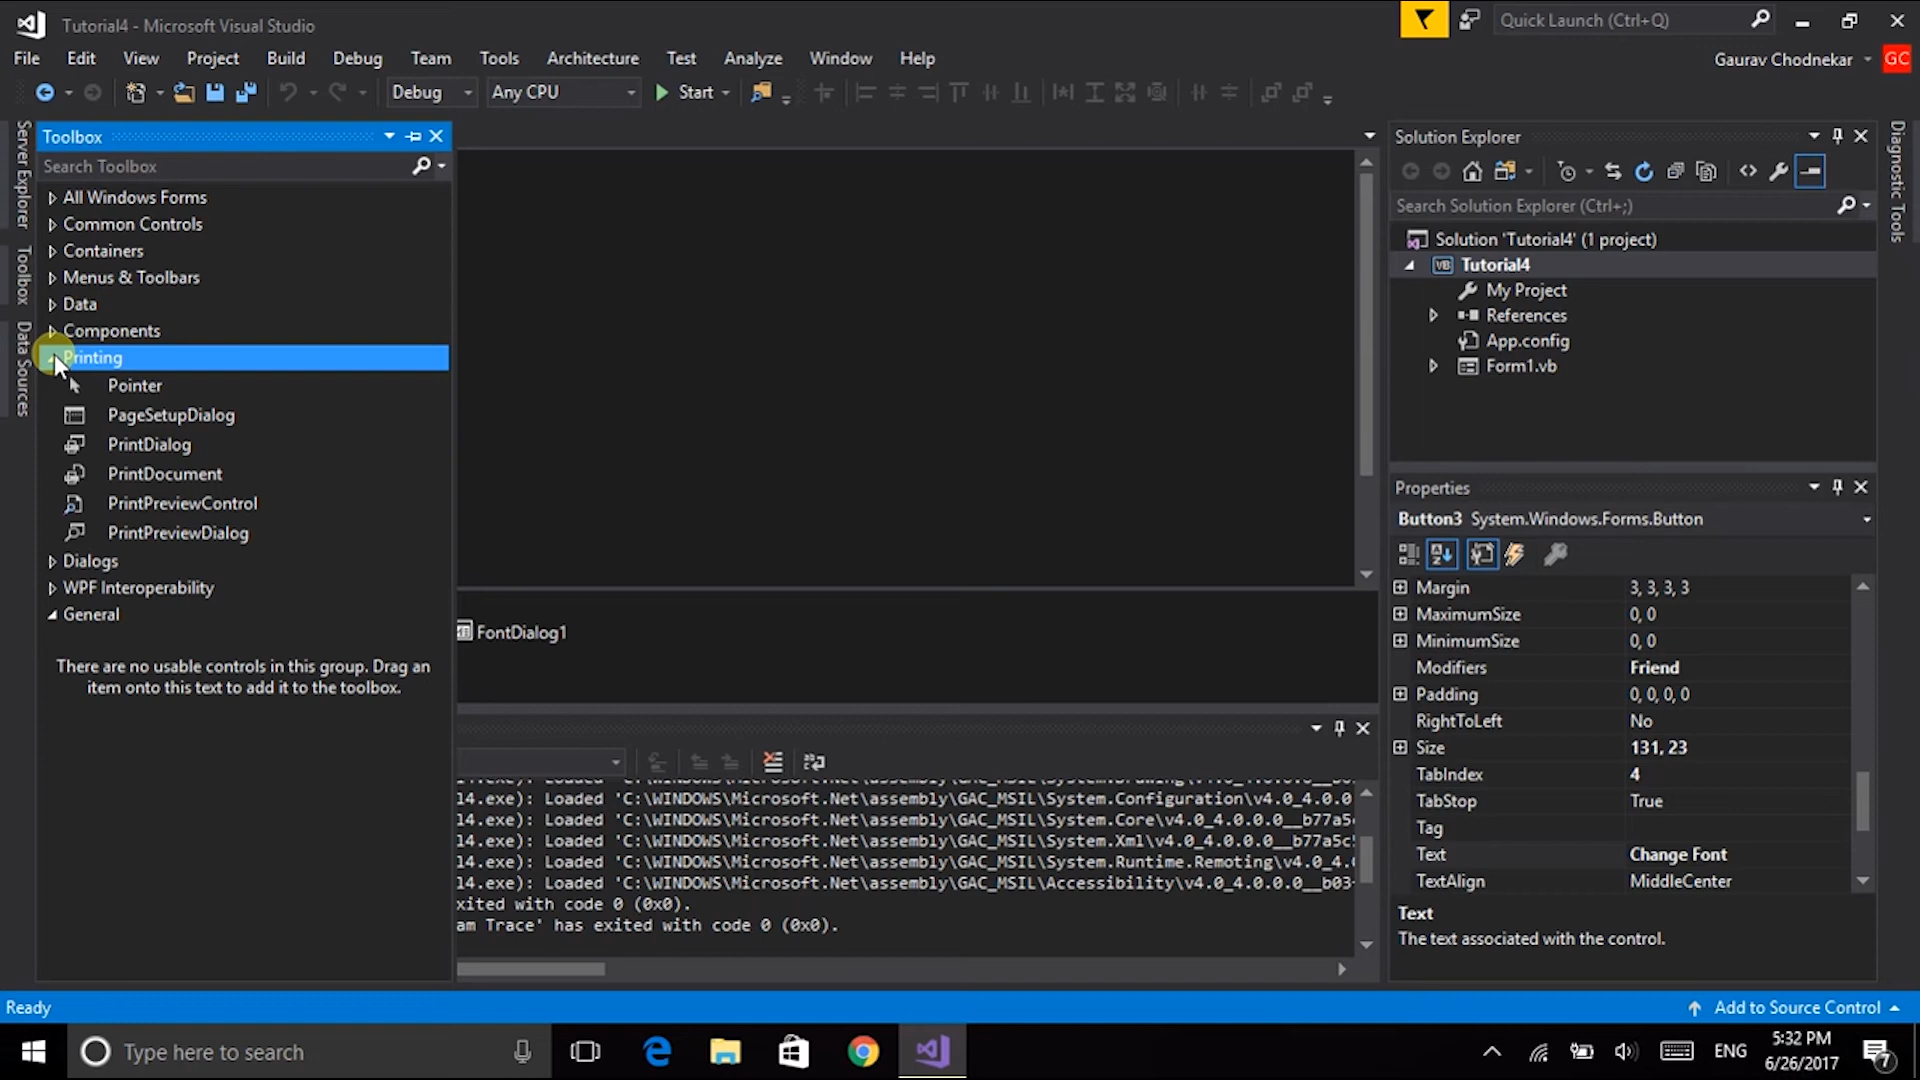 Tutorial4 - Microsoft Visual Studio
Quick Launch (Ctrl+Q)
File Edit View Project Build Debug Team Tools Architecture Test Analyze Window Help
Gaurav Chodnekar GC
Debug Any CPU Start
Server Explorer
Toolbox
Data Sources
Toolbox
Search Toolbox
All Windows Forms
Common Controls
Containers
Menus & Toolbars
Data
Components
Printing
Pointer
PageSetupDialog
PrintDialog
PrintDocument
PrintPreviewControl
PrintPreviewDialog
Dialogs
WPF Interoperability
General
There are no usable controls in this group. Drag an
item onto this text to add it to the toolbox.
FontDialog1
l4.exe): Loaded 'C:\WINDOWS\Microsoft.Net\assembly\GAC_MSIL\System.Configuration\v4.0_4.0.0
l4.exe): Loaded 'C:\WINDOWS\Microsoft.Net\assembly\GAC_MSIL\System.Core\v4.0_4.0.0.0__b77a5
l4.exe): Loaded 'C:\WINDOWS\Microsoft.Net\assembly\GAC_MSIL\System.Xml\v4.0_4.0.0.0__b77a5c
l4.exe): Loaded 'C:\WINDOWS\Microsoft.Net\assembly\GAC_MSIL\System.Runtime.Remoting\v4.0_4.
l4.exe): Loaded 'C:\WINDOWS\Microsoft.Net\assembly\GAC_MSIL\Accessibility\v4.0_4.0.0.0__b03
xited with code 0 (0x0).
am Trace' has exited with code 0 (0x0).
Solution Explorer
Search Solution Explorer (Ctrl+;)
Solution 'Tutorial4' (1 project)
VB Tutorial4
My Project
References
App.config
Form1.vb
Diagnostic Tools
Properties
Button3 System.Windows.Forms.Button
Margin 3, 3, 3, 3
MaximumSize 0, 0
MinimumSize 0, 0
Modifiers Friend
Padding 0, 0, 0, 0
RightToLeft No
Size 131, 23
TabIndex 4
TabStop True
Tag
Text Change Font
TextAlign MiddleCenter
Text
The text associated with the control.
Ready
Add to Source Control
Type here to search
ENG
5:32 PM
6/26/2017
7